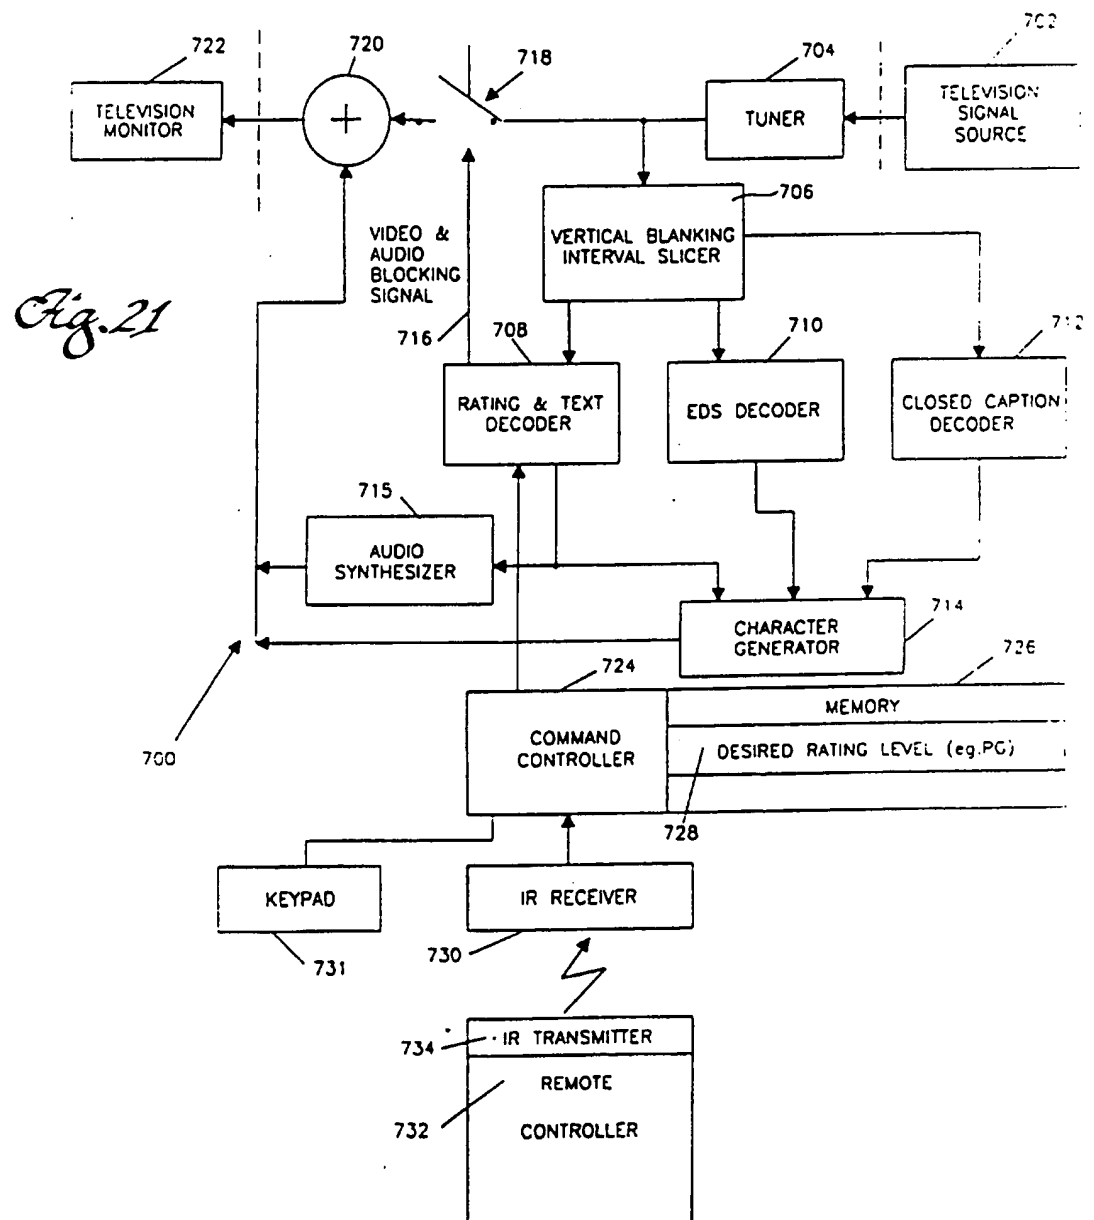 702
722
720
718
704
TELEVISION
MONITOR
+
TUNER
TELEVISION
SIGNAL
SOURCE
706
VERTICAL BLANKING
INTERVAL SLICER
VIDEO &
AUDIO
BLOCKING
SIGNAL
Fig. 21
716
708
710
712
RATING & TEXT
DECODER
EDS DECODER
CLOSED CAPTION
DECODER
715
AUDIO
SYNTHESIZER
CHARACTER
GENERATOR
714
724
726
700
COMMAND
CONTROLLER
MEMORY
DESIRED RATING LEVEL (eg.PG)
728
KEYPAD
IR RECEIVER
731
730
734
IR TRANSMITTER
REMOTE
732
CONTROLLER